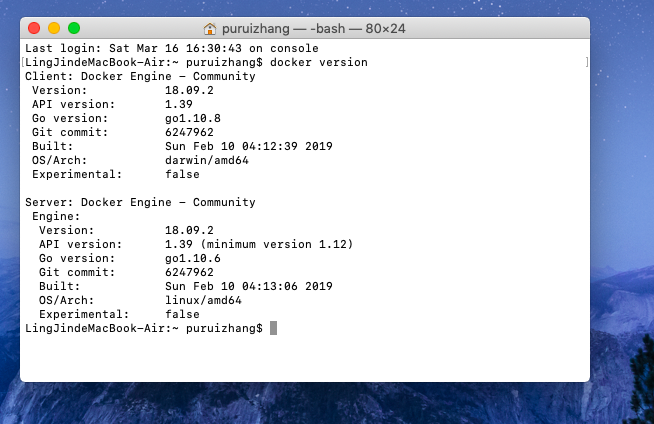 puruizhang — -bash — 80×24
Last login: Sat Mar 16 16:30:43 on console
[LingJindeMacBook-Air:~ puruizhang$ docker version ]
Client: Docker Engine - Community
 Version:           18.09.2
 API version:       1.39
 Go version:        go1.10.8
 Git commit:        6247962
 Built:             Sun Feb 10 04:12:39 2019
 OS/Arch:           darwin/amd64
 Experimental:      false

Server: Docker Engine - Community
 Engine:
  Version:          18.09.2
  API version:      1.39 (minimum version 1.12)
  Go version:       go1.10.6
  Git commit:       6247962
  Built:            Sun Feb 10 04:13:06 2019
  OS/Arch:          linux/amd64
  Experimental:     false
LingJindeMacBook-Air:~ puruizhang$